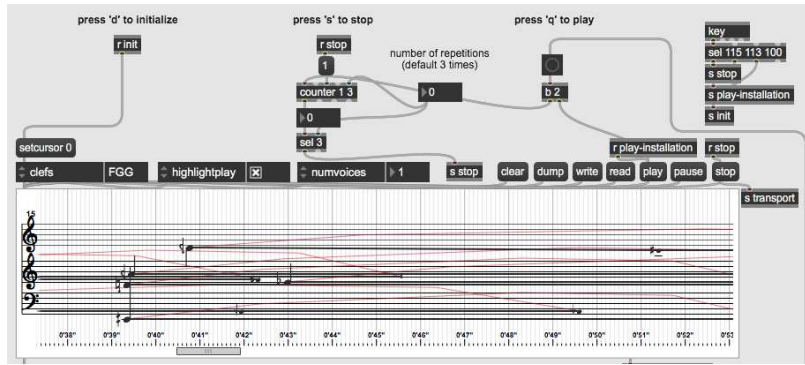 press 'd' to initialize
press 's' to stop
press 'q' to play
r init
r stop
number of repetitions
(default 3 times)
key
sel 115 113 100
s stop
s play-installation
s init
1
counter 1 3
0
b 2
0
sel 3
setcursor 0
r play-installation
r stop
clefs
FGG
highlightplay
numvoices
1
s stop
clear
dump
write
read
play
pause
stop
s transport
15
0'38"
0'39"
0'40"
0'41"
0'42"
0'43"
0'44"
0'45"
0'46"
0'47"
0'48"
0'49"
0'50"
0'51"
0'52"
0'53